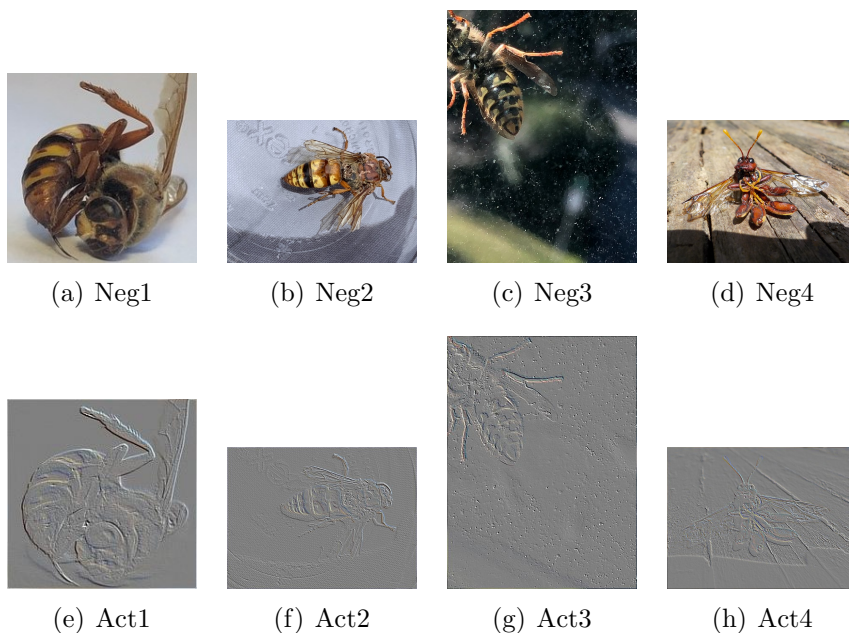 (a) Neg1
(b) Neg2
(c) Neg3
(d) Neg4
(e) Act1
(f) Act2
(g) Act3
(h) Act4